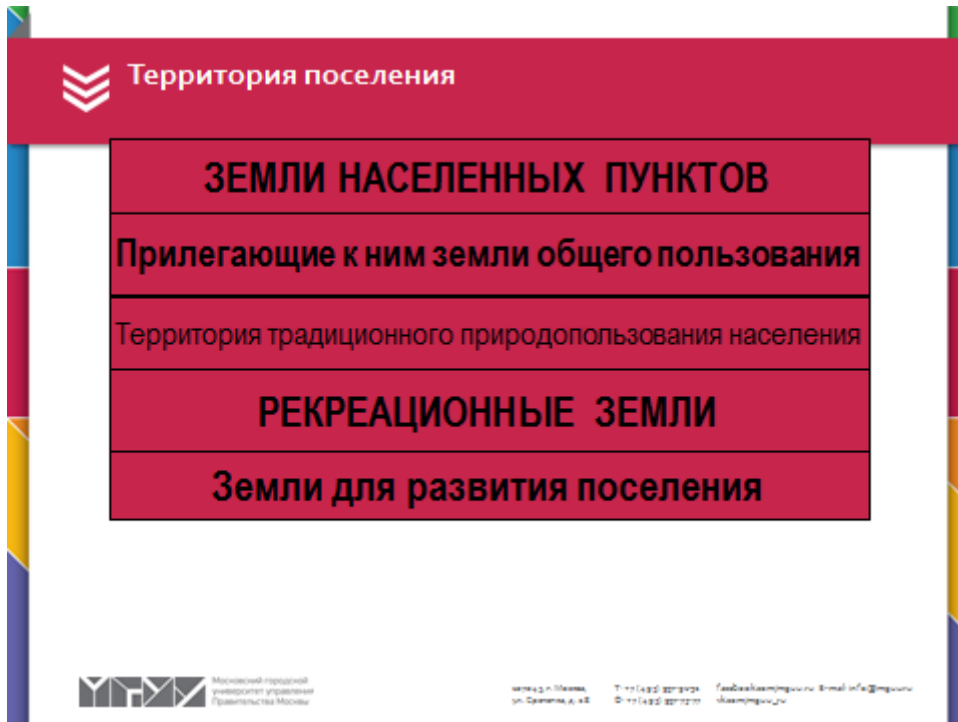 Территория поселения
ЗЕМЛИ НАСЕЛЕННЫХ ПУНКТОВ
Прилегающие к ним земли общего пользования
Территория традиционного природопользования населения
РЕКРЕАЦИОННЫЕ ЗЕМЛИ
Земли для развития поселения
МГУУ
Московский городской
университет управления
Правительства Москвы